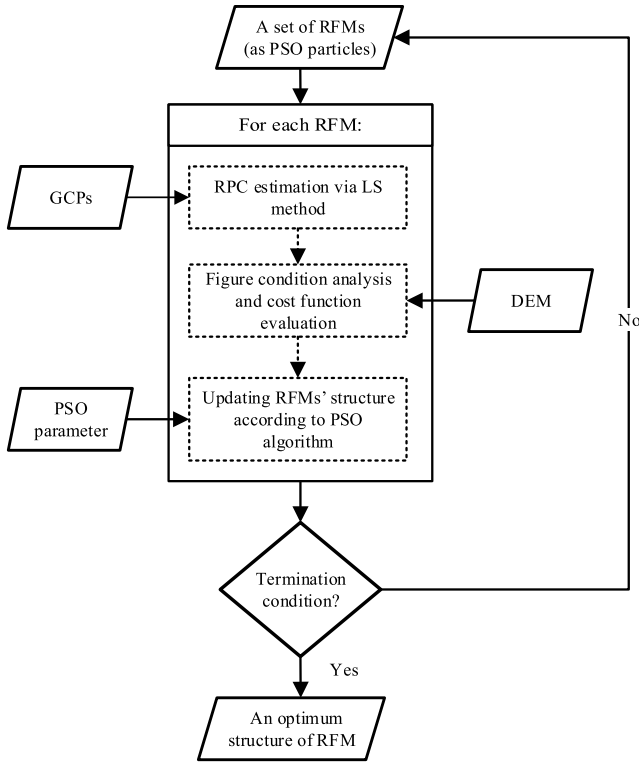 A set of RFMs
(as PSO particles)
For each RFM:
GCPs
RPC estimation via LS
method
Figure condition analysis
and cost function
evaluation
DEM
No
PSO
parameter
Updating RFMs’ structure
according to PSO
algorithm
Termination
condition?
Yes
An optimum
structure of RFM